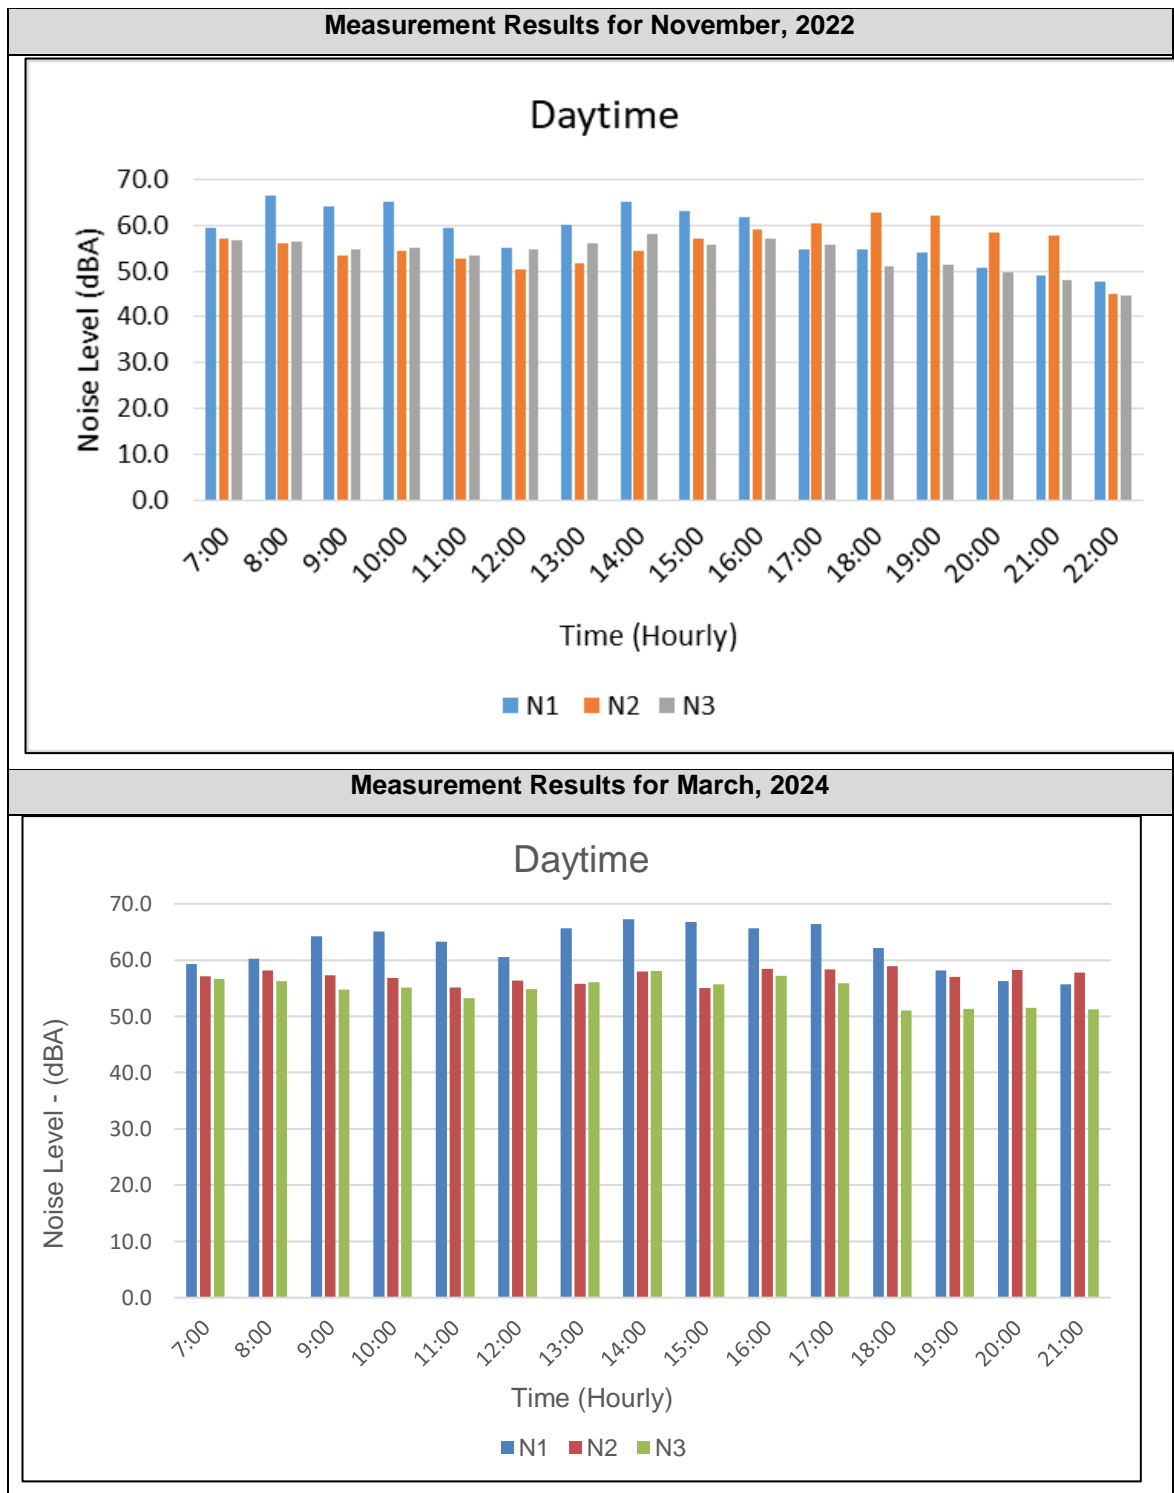 Measurement Results for November, 2022
Daytime
Noise Level (dBA)
70.0
60.0
50.0
40.0
30.0
20.0
10.0
0.0
7:00 8:00 9:00 10:00 11:00 12:00 13:00 14:00 15:00 16:00 17:00 18:00 19:00 20:00 21:00 22:00
Time (Hourly)
N1 N2 N3
Measurement Results for March, 2024
Daytime
Noise Level - (dBA)
70.0
60.0
50.0
40.0
30.0
20.0
10.0
0.0
7:00 8:00 9:00 10:00 11:00 12:00 13:00 14:00 15:00 16:00 17:00 18:00 19:00 20:00 21:00
Time (Hourly)
N1 N2 N3